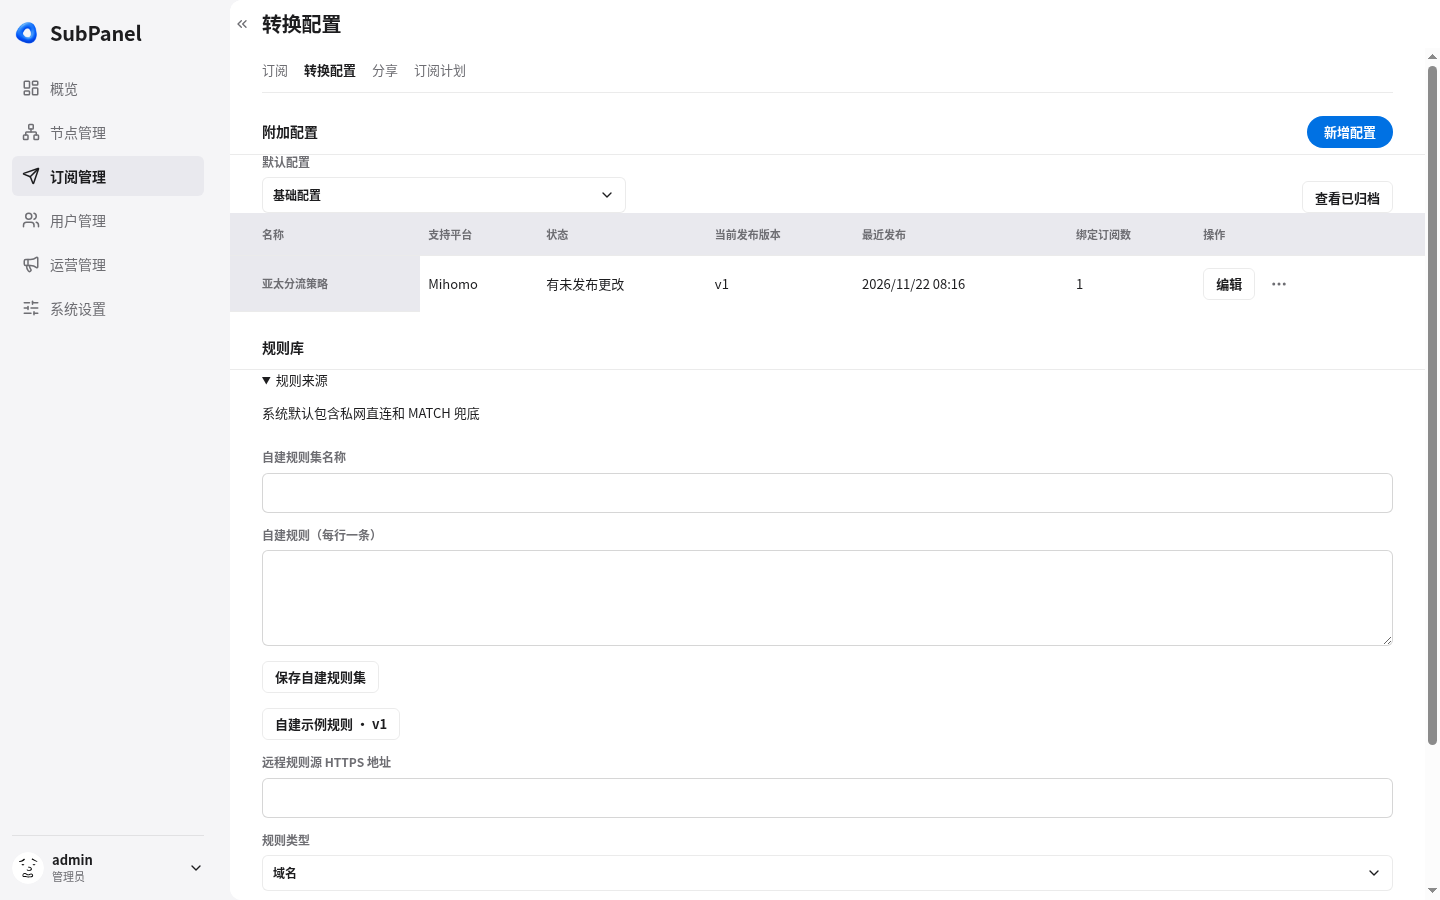 SubPanel
概览
节点管理
订阅管理
用户管理
运营管理
系统设置
admin
管理员
转换配置
订阅 转换配置 分享 订阅计划
附加配置 新增配置
默认配置
基础配置 查看已归档
名称 支持平台 状态 当前发布版本 最近发布 绑定订阅数 操作
亚太分流策略 Mihomo 有未发布更改 v1 2026/11/22 08:16 1 编辑 ···
规则库
▼ 规则来源
系统默认包含私网直连和 MATCH 兜底
自建规则集名称
自建规则（每行一条）
保存自建规则集
自建示例规则 · v1
远程规则源 HTTPS 地址
规则类型
域名